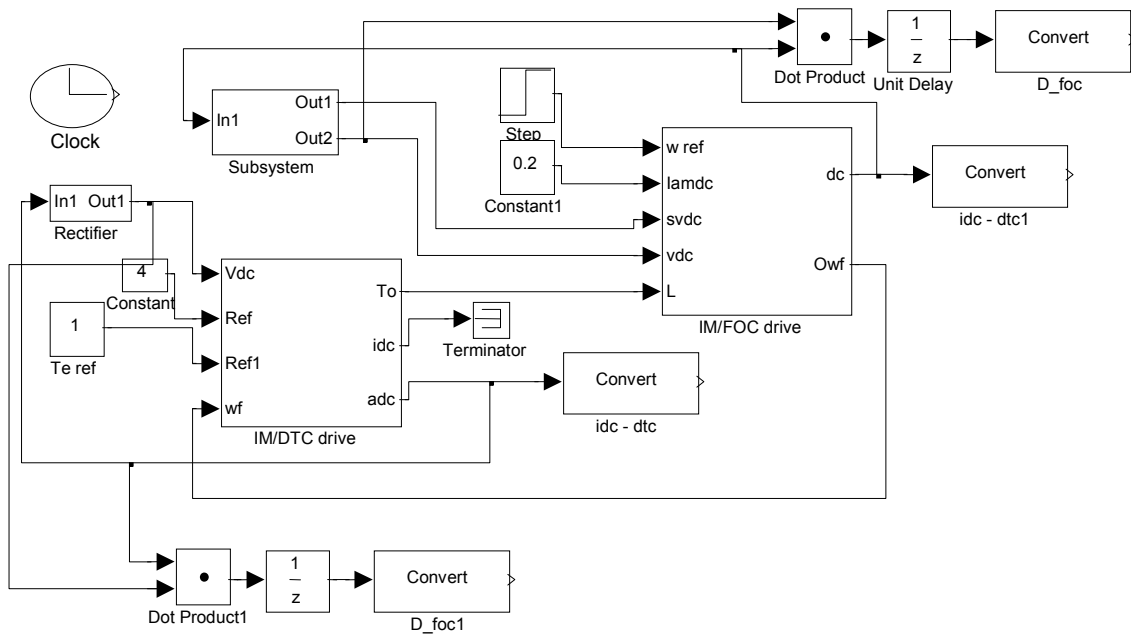 Convert
1
z
Dot Product
Unit Delay
D_foc
Clock
In1
Out1
Out2
Subsystem
Step
0.2
Constant1
w ref
lamdc
svdc
vdc
L
dc
Owf
IM/FOC drive
Convert
idc - dtc1
In1 Out1
Rectifier
4
Constant
1
Te ref
Vdc
Ref
Ref1
wf
To
idc
adc
IM/DTC drive
Terminator
Convert
idc - dtc
1
z
Dot Product1
Convert
D_foc1